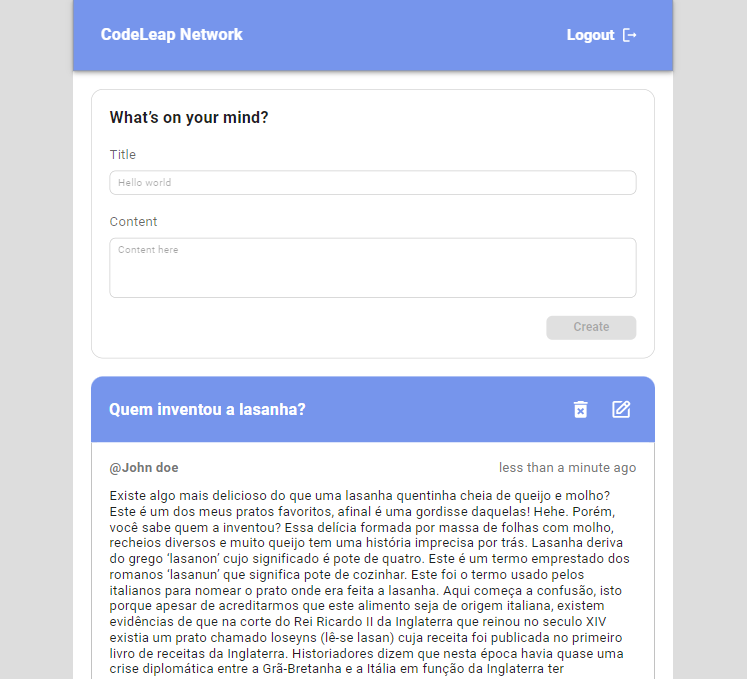 CodeLeap Network
Logout
What’s on your mind?
Title
Hello world
Content
Content here
Create
Quem inventou a lasanha?
@John doe
less than a minute ago
Existe algo mais delicioso do que uma lasanha quentinha cheia de queijo e molho?
Este é um dos meus pratos favoritos, afinal é uma gordisse daquelas! Hehe. Porém,
você sabe quem a inventou? Essa delícia formada por massa de folhas com molho,
recheios diversos e muito queijo tem uma história imprecisa por trás. Lasanha deriva
do grego ‘lasanon’ cujo significado é pote de quatro. Este é um termo emprestado dos
romanos ‘lasanun’ que significa pote de cozinhar. Este foi o termo usado pelos
italianos para nomear o prato onde era feita a lasanha. Aqui começa a confusão, isto
porque apesar de acreditarmos que este alimento seja de origem italiana, existem
evidências de que na corte do Rei Ricardo II da Inglaterra que reinou no seculo XIV
existia um prato chamado loseyns (lê-se lasan) cuja receita foi publicada no primeiro
livro de receitas da Inglaterra. Historiadores dizem que nesta época havia quase uma
crise diplomática entre a Grã-Bretanha e a Itália em função da Inglaterra ter